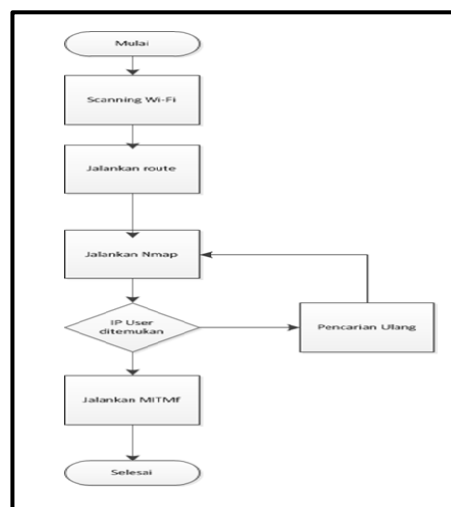 Mulai
Scanning Wi-Fi
Jalankan route
Jalankan Nmap
IP User
ditemukan
Pencarian Ulang
Jalankan MITMf
Selesai